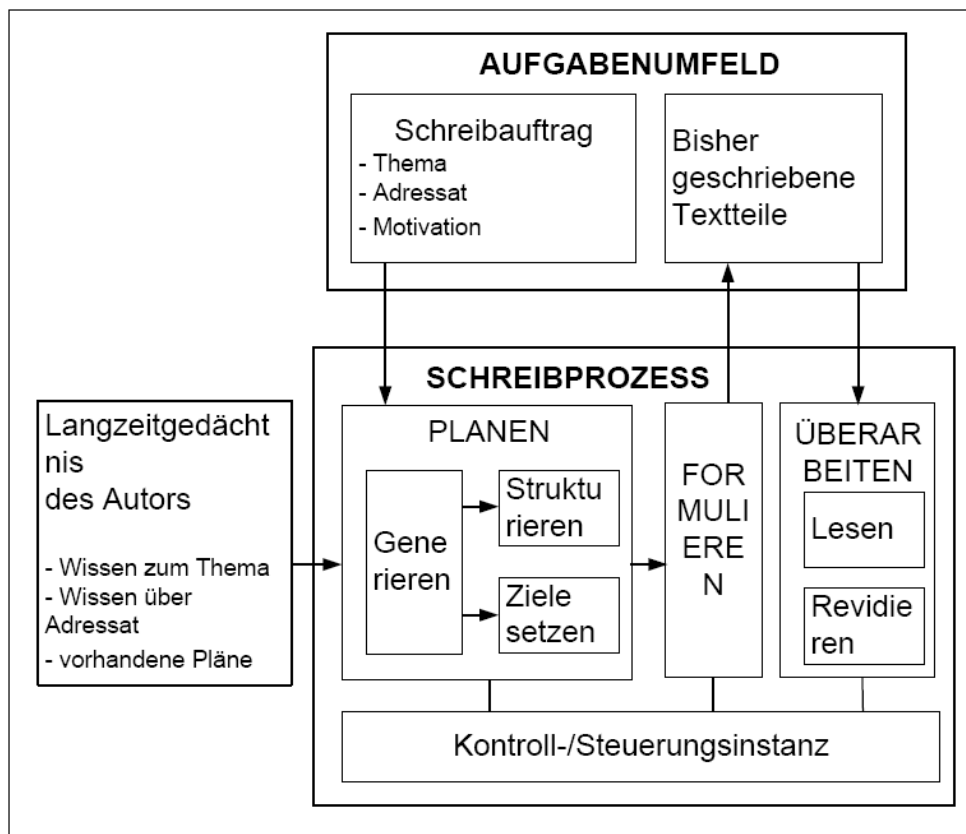 AUFGABENUMFELD
Schreibauftrag
- Thema
- Adressat
- Motivation
Bisher
geschriebene
Textteile
SCHREIBPROZESS
Langzeitgedächt
nis
des Autors
- Wissen zum Thema
- Wissen über
Adressat
- vorhandene Pläne
PLANEN
Gene
rieren
Struktu
rieren
Ziele
setzen
FOR
MULI
ERE
N
ÜBERAR
BEITEN
Lesen
Revidie
ren
Kontroll-/Steuerungsinstanz